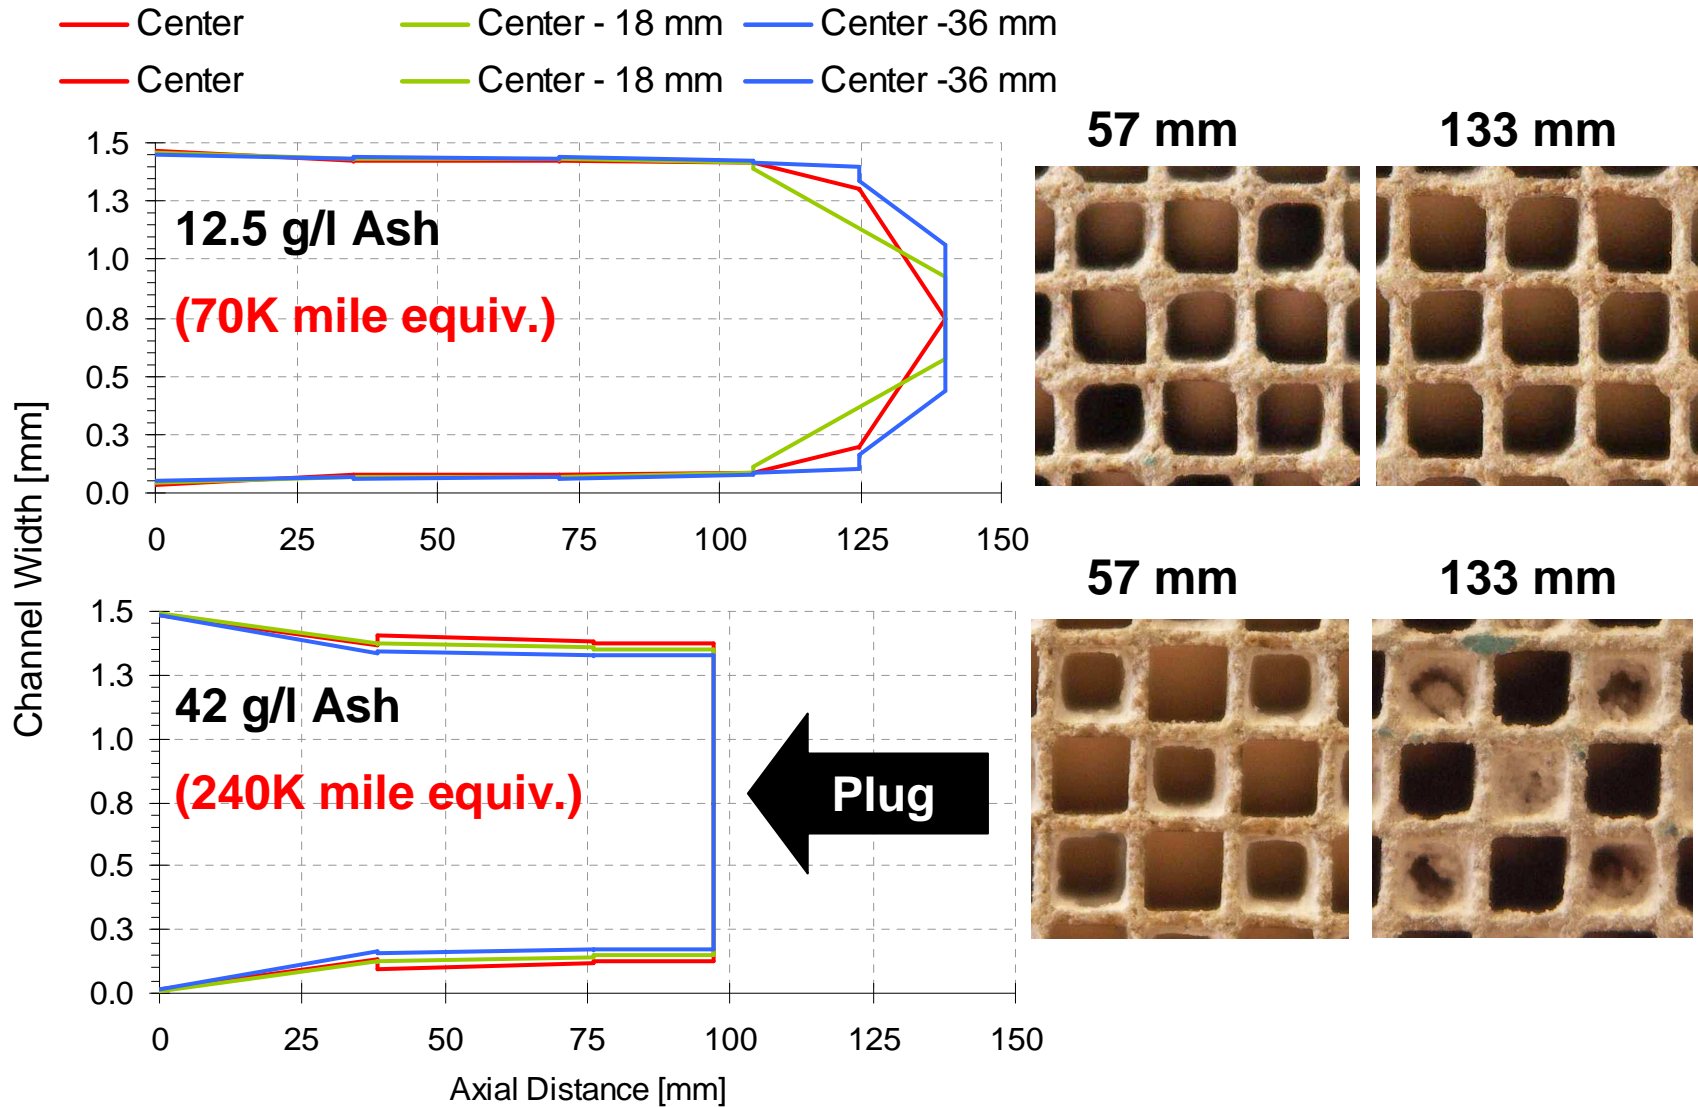 Center Center - 18 mm Center -36 mm
Center Center - 18 mm Center -36 mm
57 mm 133 mm
Channel Width [mm]
1.5
1.3
1.0
0.8
0.5
0.3
0.0
12.5 g/l Ash
(70K mile equiv.)
0 25 50 75 100 125 150
57 mm 133 mm
1.5
1.3
1.0
0.8
0.5
0.3
0.0
42 g/l Ash
(240K mile equiv.)
Plug
0 25 50 75 100 125 150
Axial Distance [mm]